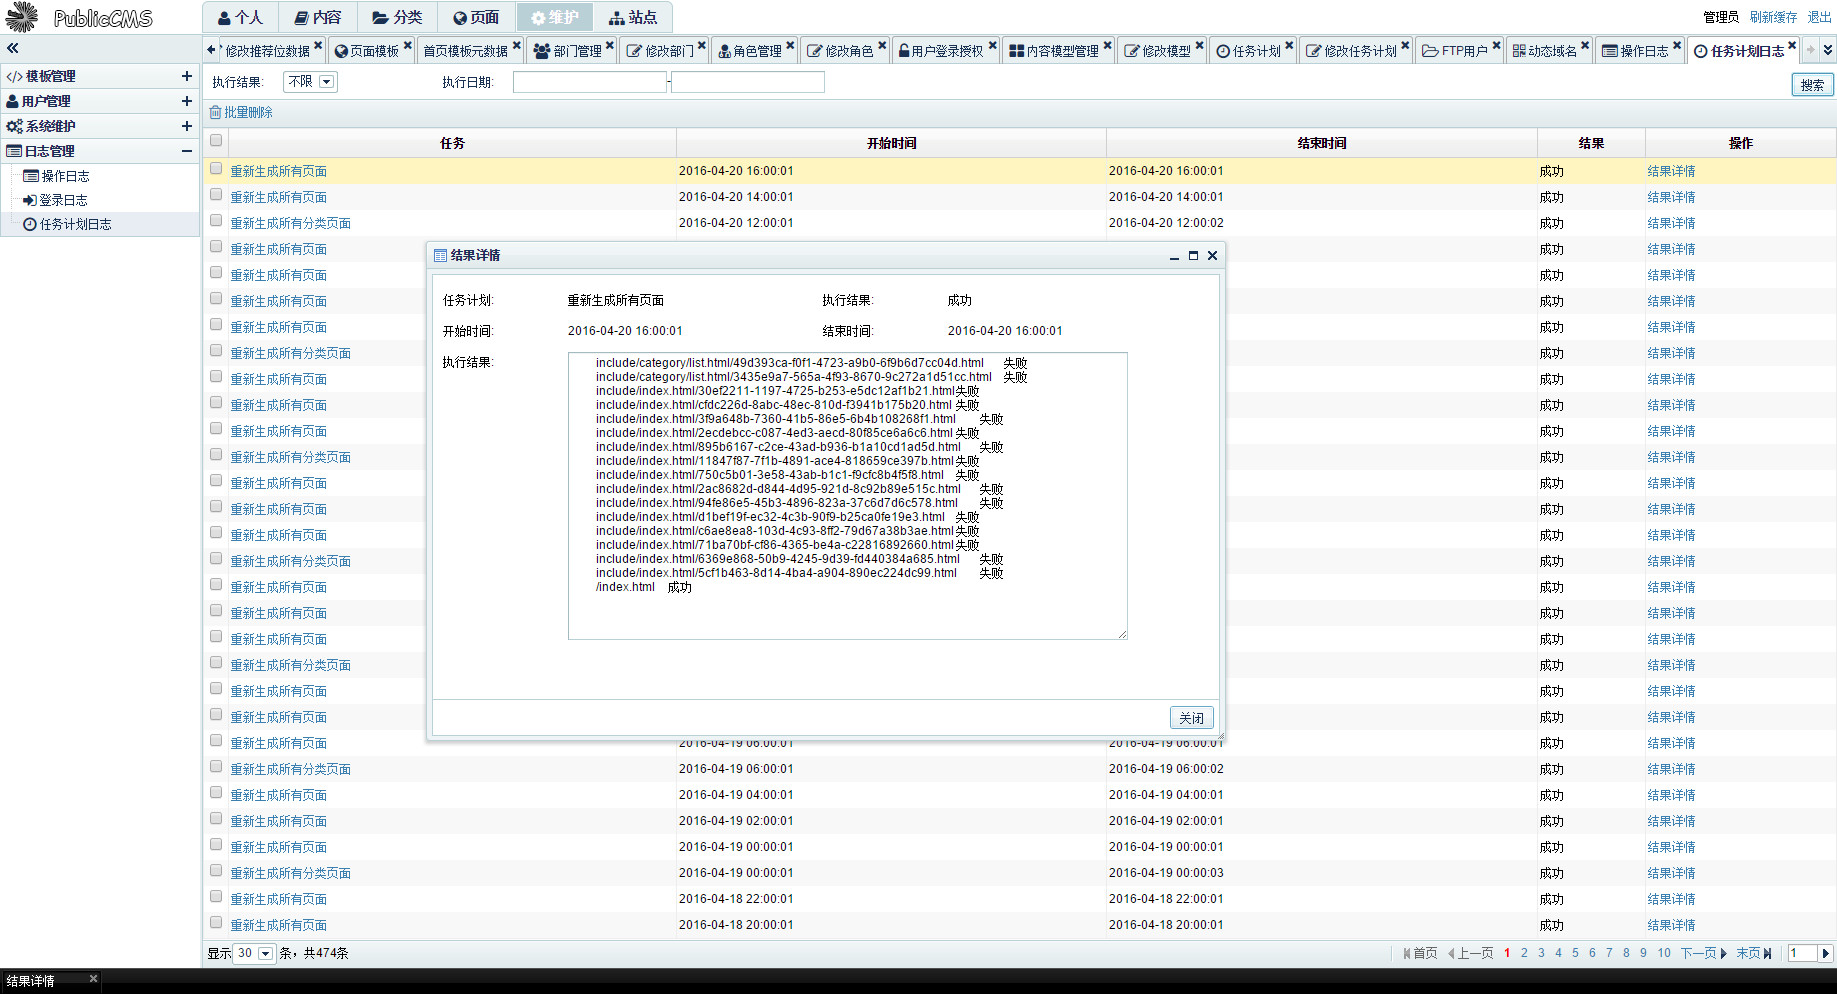 PublicCMS
个人 内容 分类 页面 维护 站点
管理员 刷新缓存 退出
修改推荐位数据 页面模板 首页模板元数据 部门管理 修改部门 角色管理 修改角色 用户登录授权 内容模型管理 修改模型 任务计划 修改任务计划 FTP用户 动态域名 操作日志 任务计划日志
模板管理
用户管理
系统维护
日志管理
操作日志
登录日志
任务计划日志
执行结果: 不限 执行日期: -
搜索
批量删除
任务 开始时间 结束时间 结果 操作
重新生成所有页面 2016-04-20 16:00:01 2016-04-20 16:00:01 成功 结果详情
重新生成所有页面 2016-04-20 14:00:01 2016-04-20 14:00:01 成功 结果详情
重新生成所有分类页面 2016-04-20 12:00:01 2016-04-20 12:00:02 成功 结果详情
重新生成所有页面 成功 结果详情
重新生成所有页面 成功 结果详情
重新生成所有页面 成功 结果详情
重新生成所有页面 成功 结果详情
重新生成所有分类页面 成功 结果详情
重新生成所有页面 成功 结果详情
重新生成所有页面 成功 结果详情
重新生成所有页面 成功 结果详情
重新生成所有分类页面 成功 结果详情
重新生成所有页面 成功 结果详情
重新生成所有页面 成功 结果详情
重新生成所有页面 成功 结果详情
重新生成所有分类页面 成功 结果详情
重新生成所有页面 成功 结果详情
重新生成所有页面 成功 结果详情
重新生成所有页面 成功 结果详情
重新生成所有分类页面 成功 结果详情
重新生成所有页面 成功 结果详情
重新生成所有页面 成功 结果详情
重新生成所有页面 2016-04-19 06:00:01 2016-04-19 06:00:01 成功 结果详情
重新生成所有分类页面 2016-04-19 06:00:01 2016-04-19 06:00:02 成功 结果详情
重新生成所有页面 2016-04-19 04:00:01 2016-04-19 04:00:01 成功 结果详情
重新生成所有页面 2016-04-19 02:00:01 2016-04-19 02:00:01 成功 结果详情
重新生成所有页面 2016-04-19 00:00:01 2016-04-19 00:00:01 成功 结果详情
重新生成所有分类页面 2016-04-19 00:00:01 2016-04-19 00:00:03 成功 结果详情
重新生成所有页面 2016-04-18 22:00:01 2016-04-18 22:00:01 成功 结果详情
重新生成所有页面 2016-04-18 20:00:01 2016-04-18 20:00:01 成功 结果详情
结果详情
任务计划: 重新生成所有页面 执行结果: 成功
开始时间: 2016-04-20 16:00:01 结束时间: 2016-04-20 16:00:01
执行结果:
include/category/list.html/49d393ca-f0f1-4723-a9b0-6f9b6d7cc04d.html 失败
include/category/list.html/3435e9a7-565a-4f93-8670-9c272a1d51cc.html 失败
include/index.html/30ef2211-1197-4725-b253-e5dc12af1b21.html 失败
include/index.html/cfdc226d-8abc-48ec-810d-f3941b175b20.html 失败
include/index.html/3f9a648b-7360-41b5-86e5-6b4b108268f1.html 失败
include/index.html/2ecdebcc-c087-4ed3-aecd-80f85ce6a6c6.html 失败
include/index.html/895b6167-c2ce-43ad-b936-b1a10cd1ad5d.html 失败
include/index.html/11847f87-7f1b-4891-ace4-818659ce397b.html 失败
include/index.html/750c5b01-3e58-43ab-b1c1-f9cfc8b4f5f8.html 失败
include/index.html/2ac8682d-d844-4d95-921d-8c92b89e515c.html 失败
include/index.html/94fe86e5-45b3-4896-823a-37c6d7d6c578.html 失败
include/index.html/d1bef19f-ec32-4c3b-90f9-b25ca0fe19e3.html 失败
include/index.html/c6ae8ea8-103d-4c93-8ff2-79d67a38b3ae.html 失败
include/index.html/71ba70bf-cf86-4365-be4a-c22816892660.html 失败
include/index.html/6369e868-50b9-4245-9d39-fd440384a685.html 失败
include/index.html/5cf1b463-8d14-4ba4-a904-890ec224dc99.html 失败
/index.html 成功
关闭
显示 30 条，共474条
首页 上一页 1 2 3 4 5 6 7 8 9 10 下一页 末页 1
结果详情